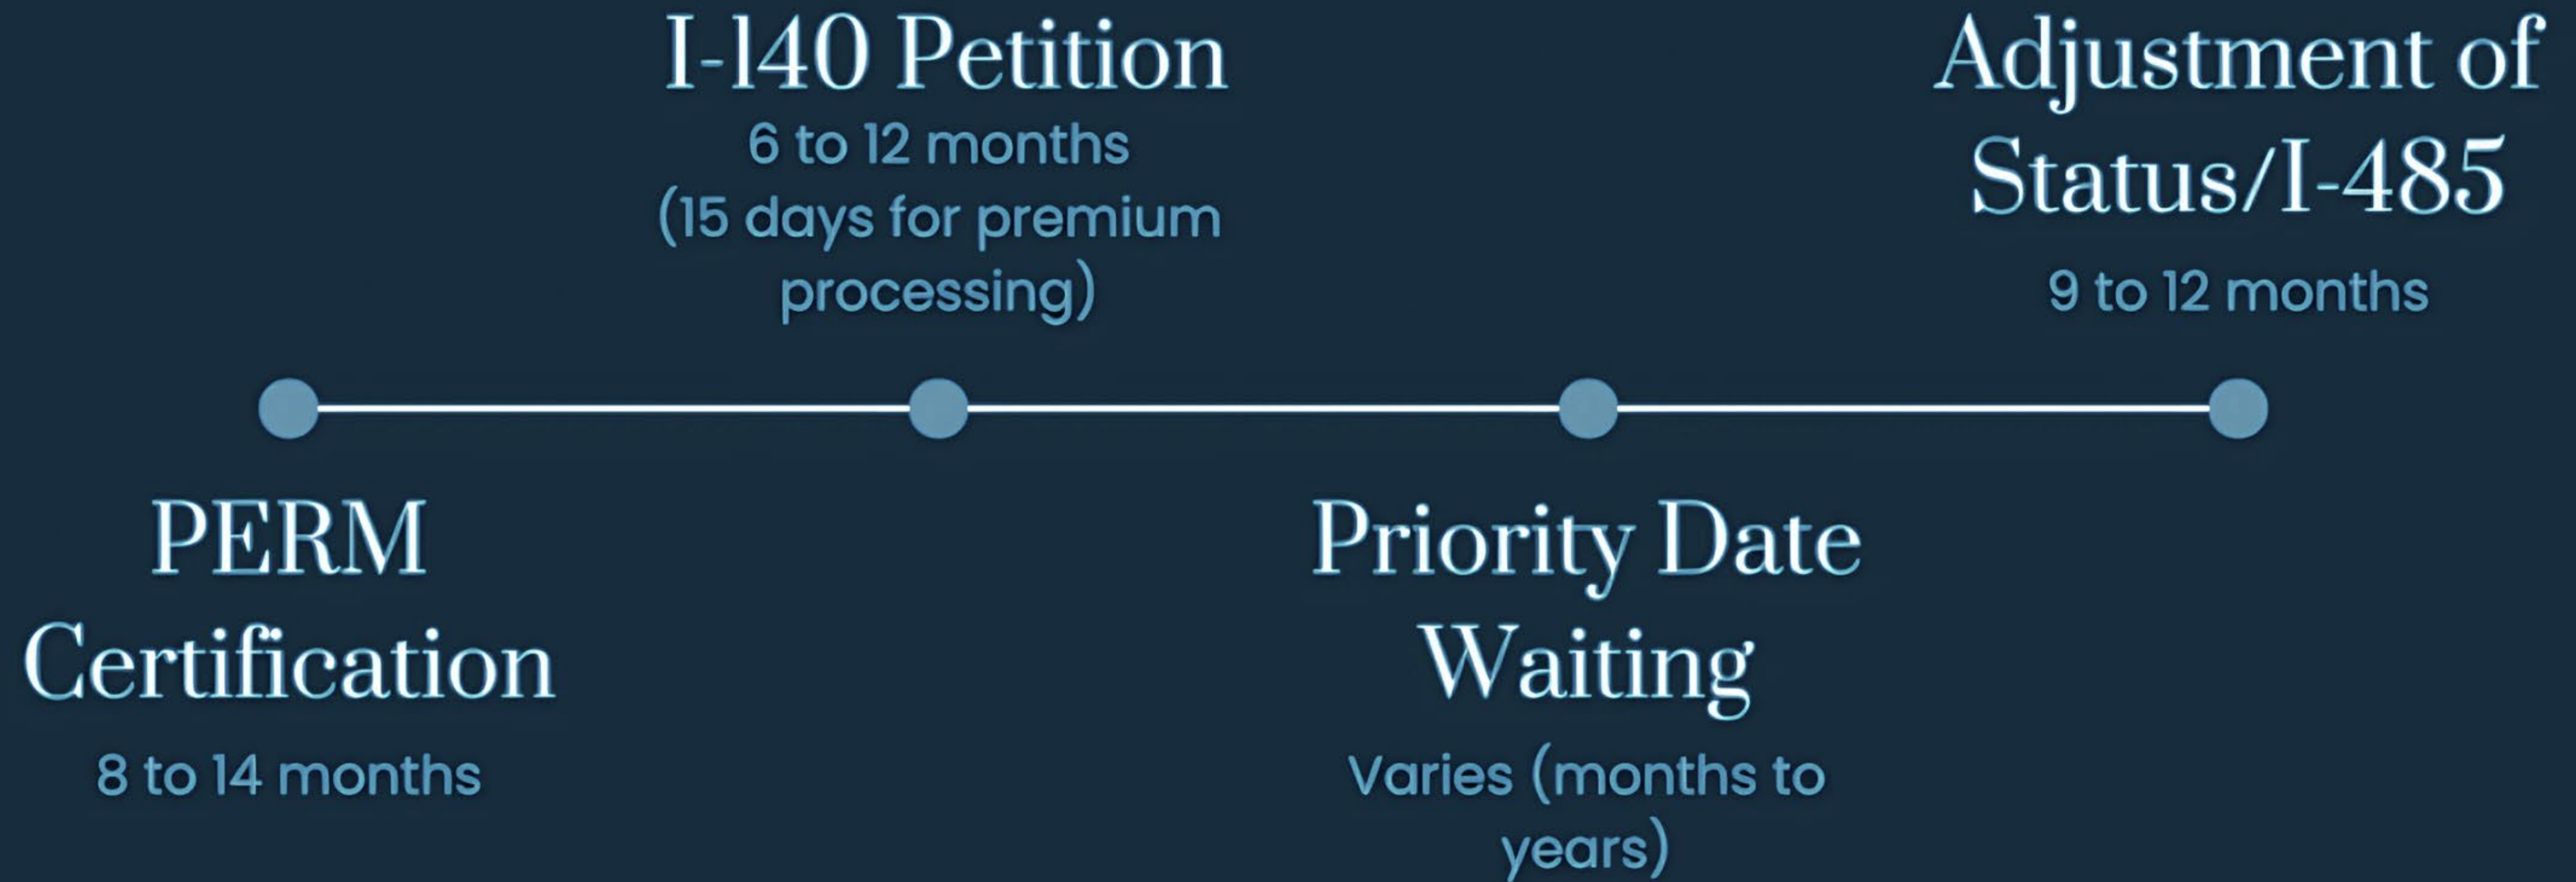 I-140 Petition
6 to 12 months
(15 days for premium
processing)
Adjustment of
Status/I-485
9 to 12 months
PERM
Certification
8 to 14 months
Priority Date
Waiting
Varies (months to
years)